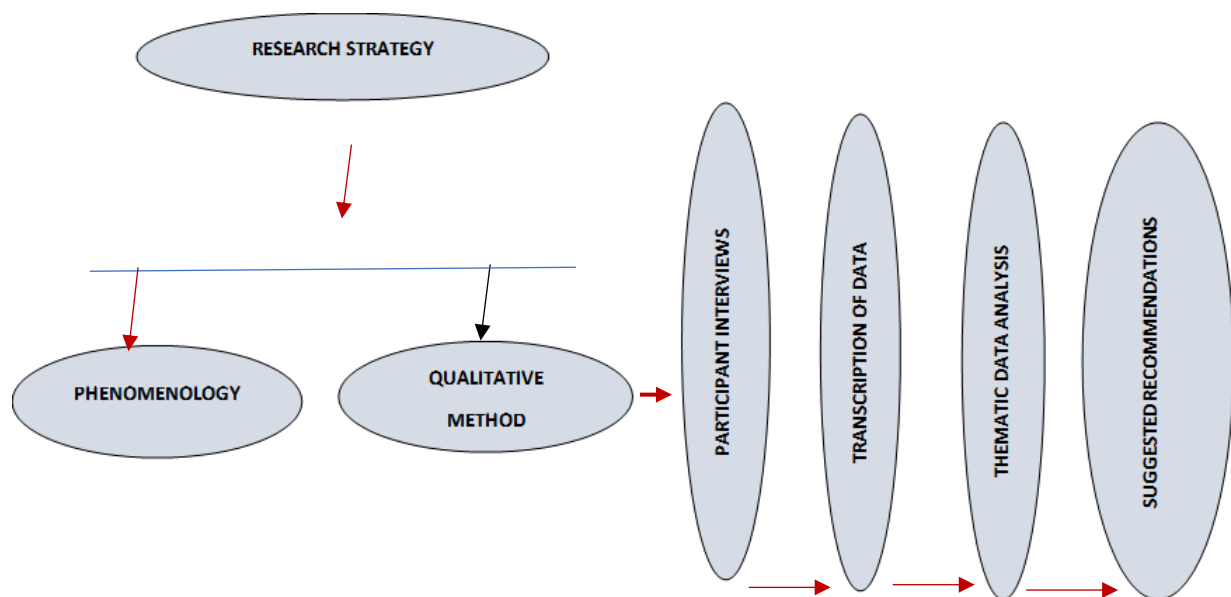 RESEARCH STRATEGY
PHENOMENOLOGY
QUALITATIVE
METHOD
PARTICIPANT INTERVIEWS
TRANSCRIPTION OF DATA
THEMATIC DATA ANALYSIS
SUGGESTED RECOMMENDATIONS